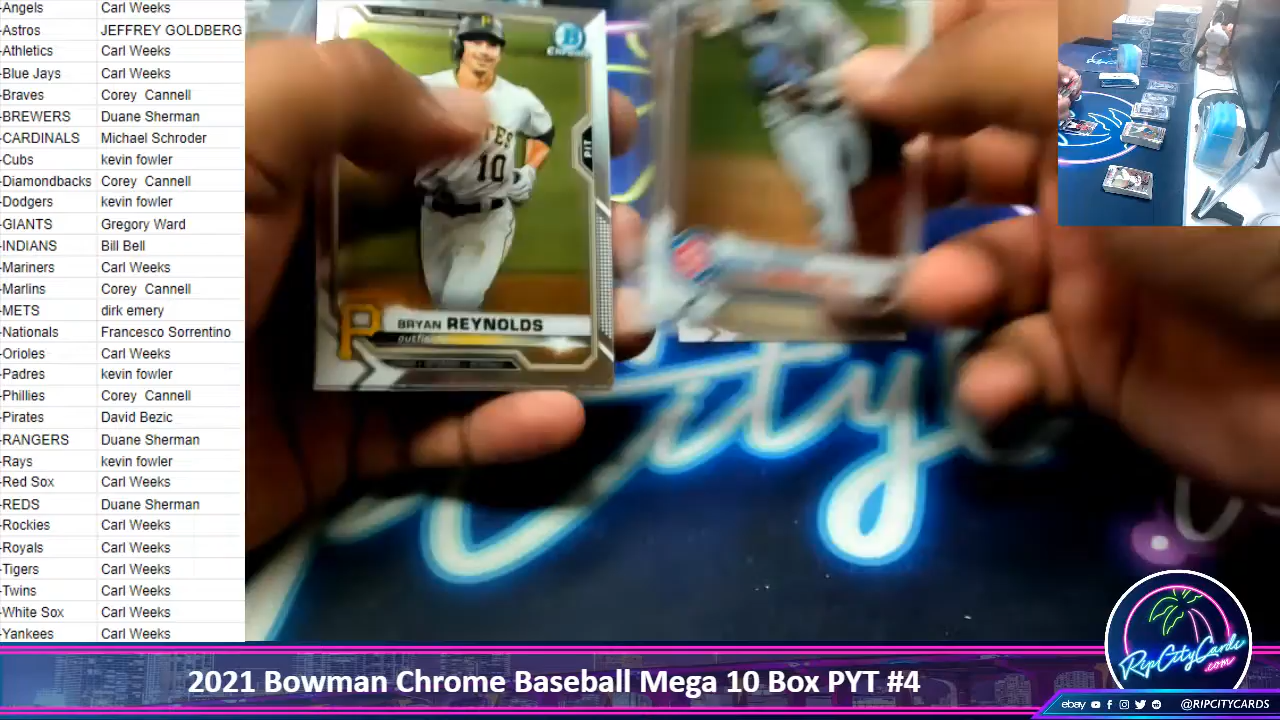 -Angels Carl Weeks
-Astros JEFFREY GOLDBERG
-Athletics Carl Weeks
-Blue Jays Carl Weeks
-Braves Corey Cannell
-BREWERS Duane Sherman
-CARDINALS Michael Schroder
-Cubs kevin fowler
-Diamondbacks Corey Cannell
-Dodgers kevin fowler
-GIANTS Gregory Ward
-INDIANS Bill Bell
-Mariners Carl Weeks
-Marlins Corey Cannell
-METS dirk emery
-Nationals Francesco Sorrentino
-Orioles Carl Weeks
-Padres kevin fowler
-Phillies Corey Cannell
-Pirates David Bezic
-RANGERS Duane Sherman
-Rays kevin fowler
-Red Sox Carl Weeks
-REDS Duane Sherman
-Rockies Carl Weeks
-Royals Carl Weeks
-Tigers Carl Weeks
-Twins Carl Weeks
-White Sox Carl Weeks
-Yankees Carl Weeks
B
CHROME
10
PIT
P
BRYAN REYNOLDS
City
RipCityCards
.com
2021 Bowman Chrome Baseball Mega 10 Box PYT #4
ebay @RIPCITYCARDS